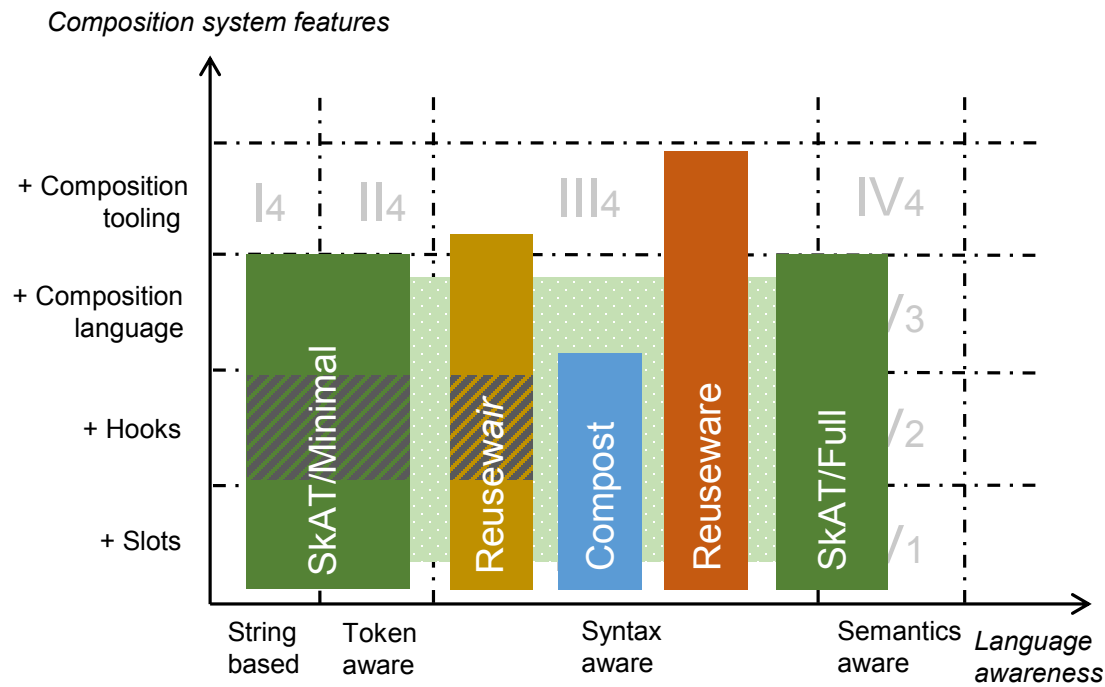 Composition system features
+ Composition
tooling
I4
II4
III4
IV4
+ Composition
language
V3
+ Hooks
V2
+ Slots
V1
SkAT/Minimal
Reusewair
Compost
Reuseware
SkAT/Full
String
based
Token
aware
Syntax
aware
Semantics
aware
Language
awareness